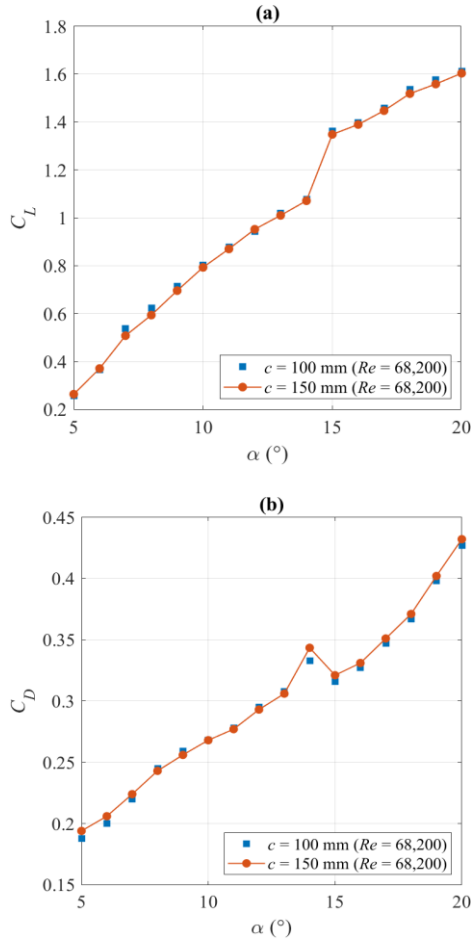 (a)
1.8
1.6
1.4
1.2
1
0.8
0.6
0.4
0.2
C_L
c = 100 mm (Re = 68,200)
c = 150 mm (Re = 68,200)
5 10 15 20
α (°)
(b)
0.45
0.4
0.35
0.3
0.25
0.2
0.15
C_D
c = 100 mm (Re = 68,200)
c = 150 mm (Re = 68,200)
5 10 15 20
α (°)